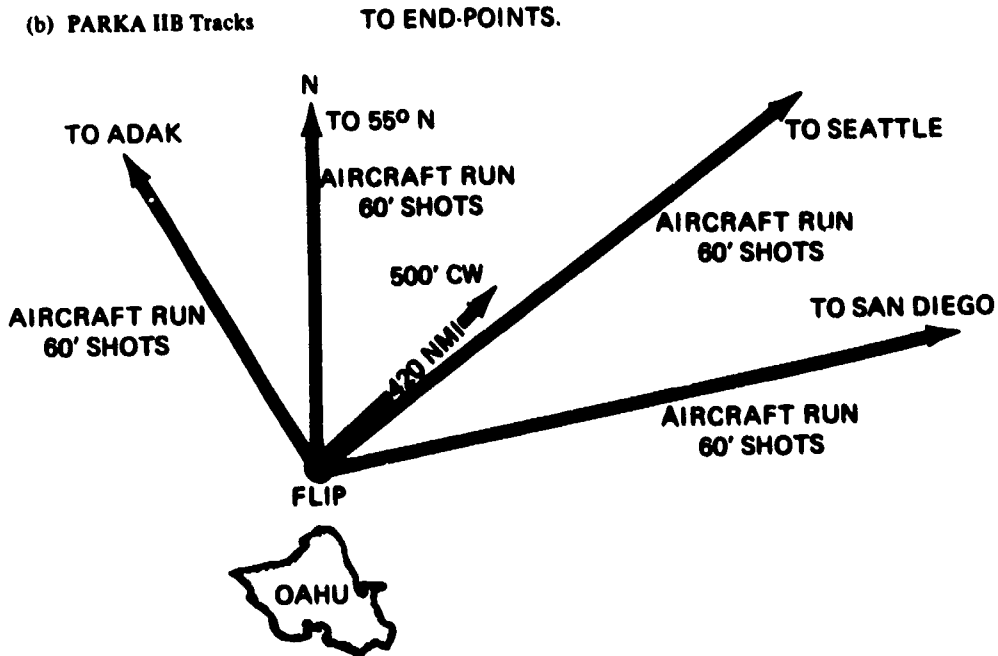 (b) PARKA IIB Tracks
TO END-POINTS.
N
TO ADAK
TO 55° N
TO SEATTLE
AIRCRAFT RUN
60' SHOTS
AIRCRAFT RUN
60' SHOTS
500' CW
420 NMI
TO SAN DIEGO
AIRCRAFT RUN
60' SHOTS
AIRCRAFT RUN
60' SHOTS
FLIP
OAHU